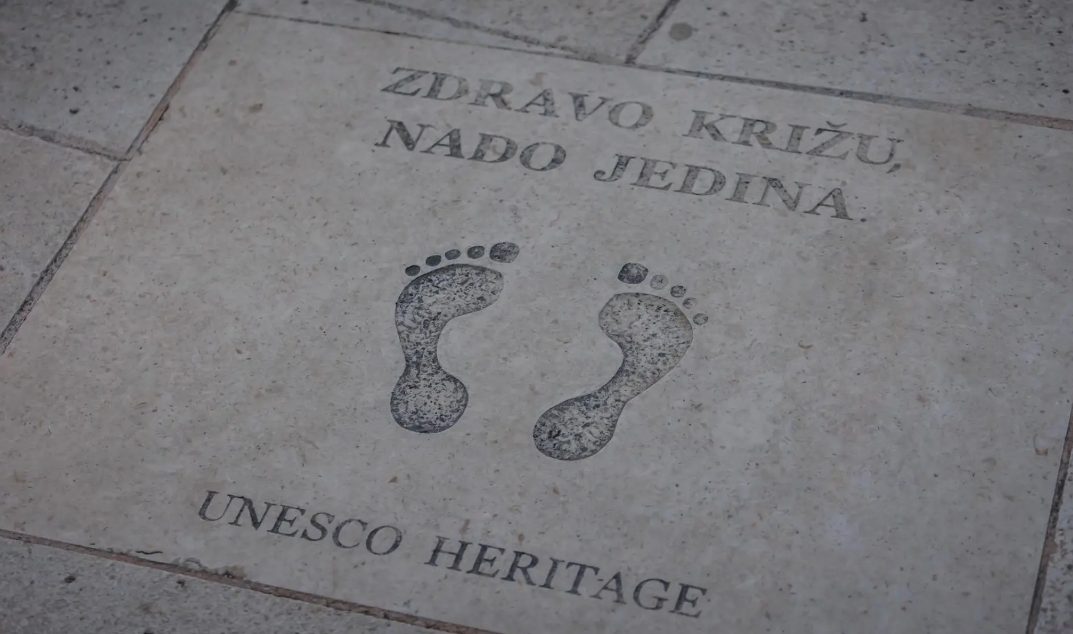 ZDRAVO KRIŽU,
NADO JEDINA.
UNESCO HERITAGE